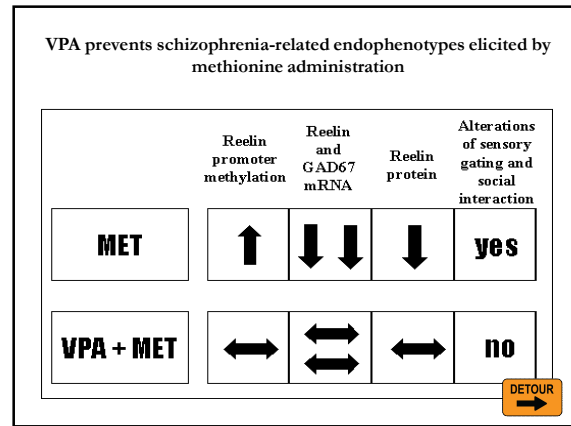 VPA prevents schizophrenia-related endophenotypes elicited by
methionine administration
Reelin
promoter
methylation
Reelin
and
GAD67
mRNA
Reelin
protein
Alterations
of sensory
gating and
social
interaction
MET
yes
VPA + MET
no
DETOUR